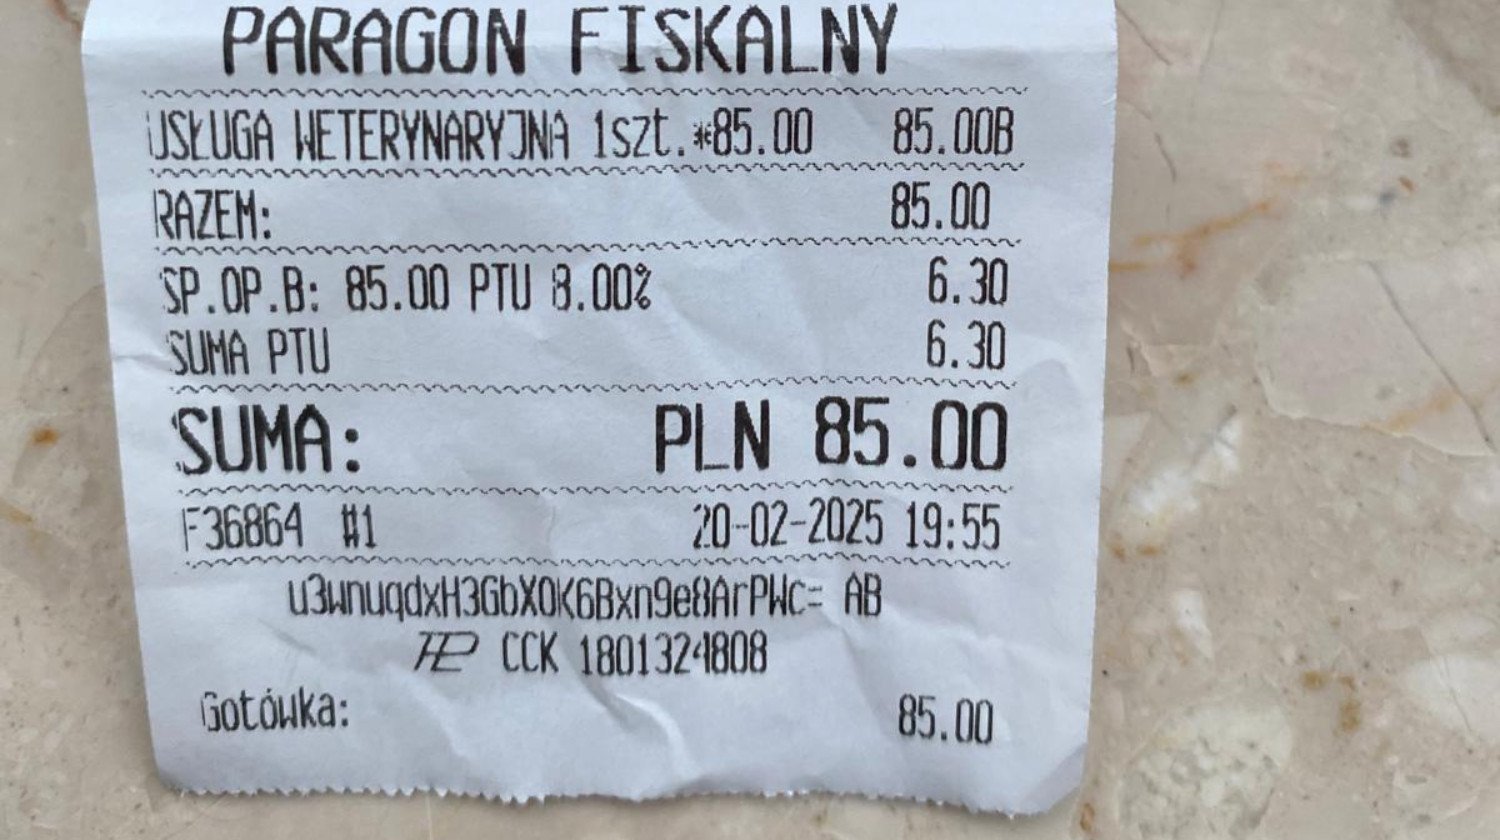 PARAGON FISKALNY
USŁUGA WETERYNARYJNA 1szt.*85.00 85.00B
RAZEM: 85.00
SP.OP.B: 85.00 PTU 8.00% 6.30
SUMA PTU 6.30
SUMA: PLN 85.00
F36864 #1 20-02-2025 19:55
u3wnuqdxH3GbX0K6Bxn9e8ArPWc= AB
CCK 1801324808
Gotówka: 85.00